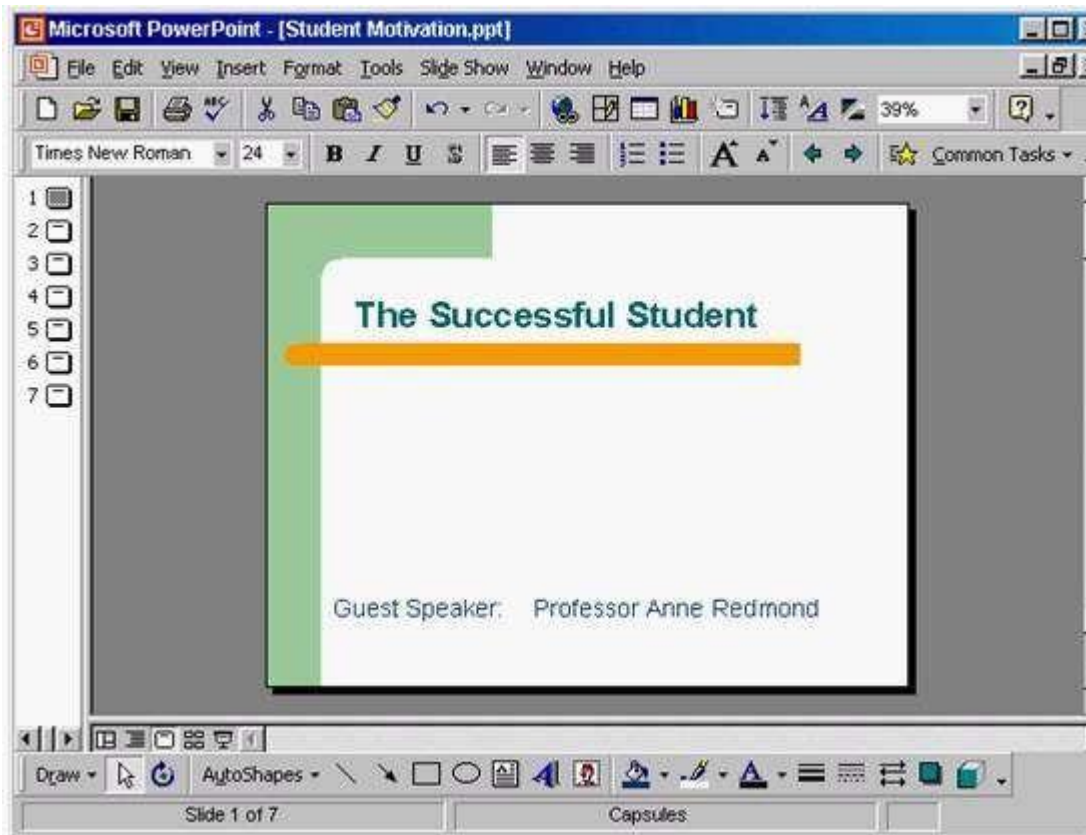 Microsoft PowerPoint - [Student Motivation.ppt]
File Edit View Insert Format Tools Slide Show Window Help
ABC 39% ?
Times New Roman 24 B I U S A A Common Tasks
1
2
3
4
5
6
7
The Successful Student
Guest Speaker: Professor Anne Redmond
Draw AutoShapes A A
Slide 1 of 7 Capsules